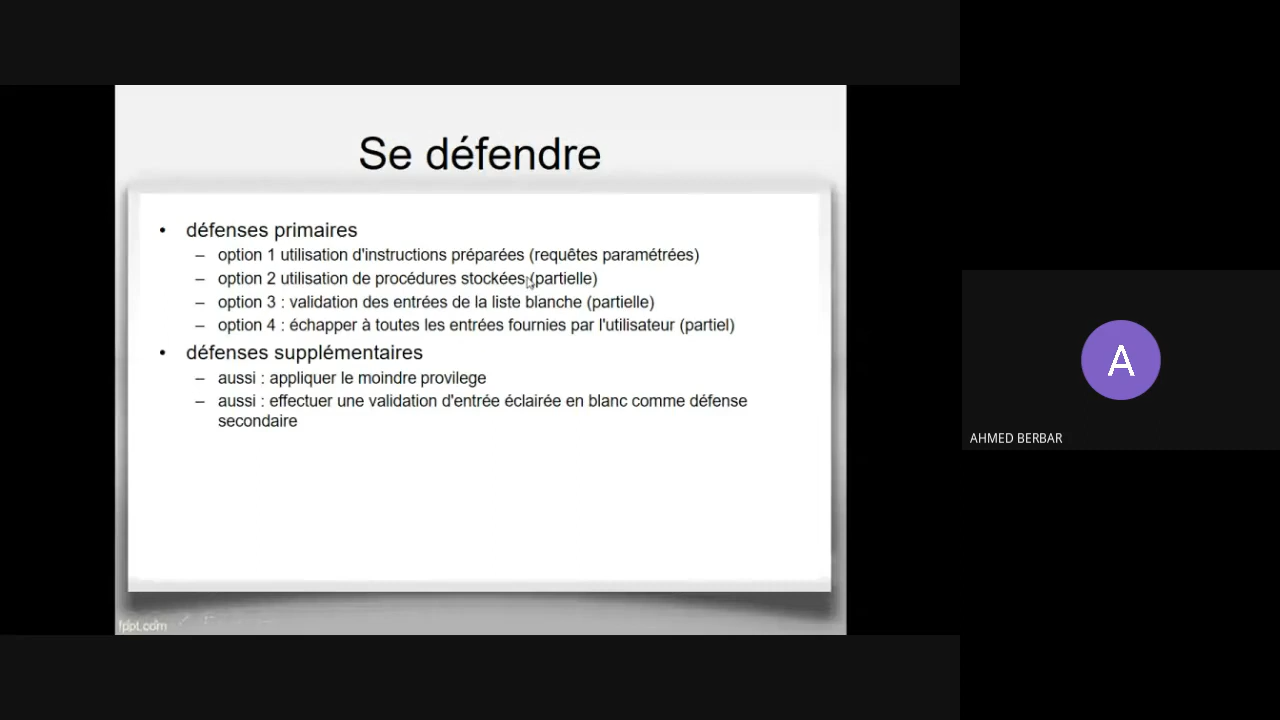 Se défendre
• défenses primaires
– option 1 utilisation d'instructions préparées (requêtes paramétrées)
– option 2 utilisation de procédures stockées (partielle)
– option 3 : validation des entrées de la liste blanche (partielle)
– option 4 : échapper à toutes les entrées fournies par l'utilisateur (partiel)
• défenses supplémentaires
– aussi : appliquer le moindre provilege
– aussi : effectuer une validation d'entrée éclairée en blanc comme défense
secondaire
fppt.com
A
AHMED BERBAR